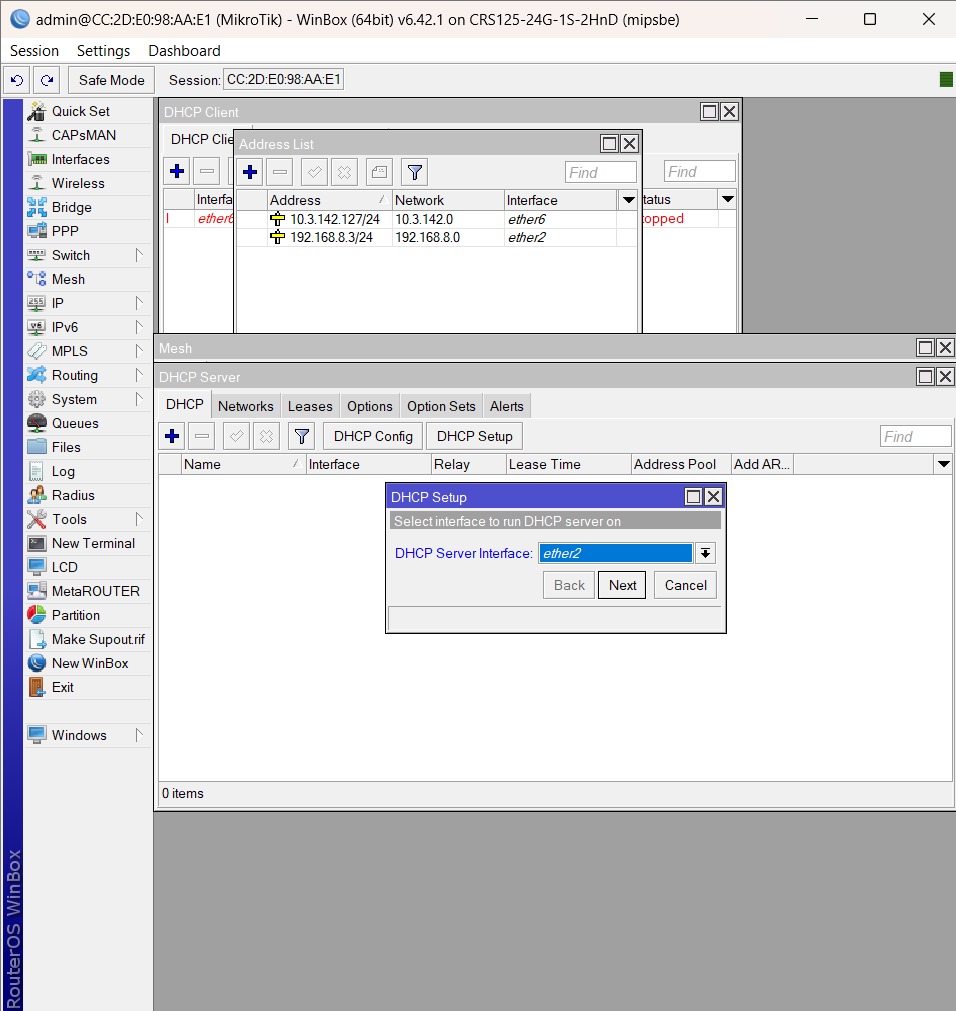 admin@CC:2D:E0:98:AA:E1 (MikroTik) - WinBox (64bit) v6.42.1 on CRS125-24G-1S-2HnD (mipsbe)
Session Settings Dashboard
Safe Mode Session: CC:2D:E0:98:AA:E1
Quick Set
CAPsMAN
Interfaces
Wireless
Bridge
PPP
Switch
Mesh
IP
IPv6
MPLS
Routing
System
Queues
Files
Log
Radius
Tools
New Terminal
LCD
MetaROUTER
Partition
Make Supout.rif
New WinBox
Exit
Windows
RouterOS WinBox
DHCP Client
DHCP Clie
Find
Interfa
tatus
I ether6
topped
Address List
Find
Address Network Interface
10.3.142.127/24 10.3.142.0 ether6
192.168.8.3/24 192.168.8.0 ether2
Mesh
DHCP Server
DHCP Networks Leases Options Option Sets Alerts
DHCP Config DHCP Setup Find
Name Interface Relay Lease Time Address Pool Add AR...
DHCP Setup
Select interface to run DHCP server on
DHCP Server Interface: ether2
Back Next Cancel
0 items